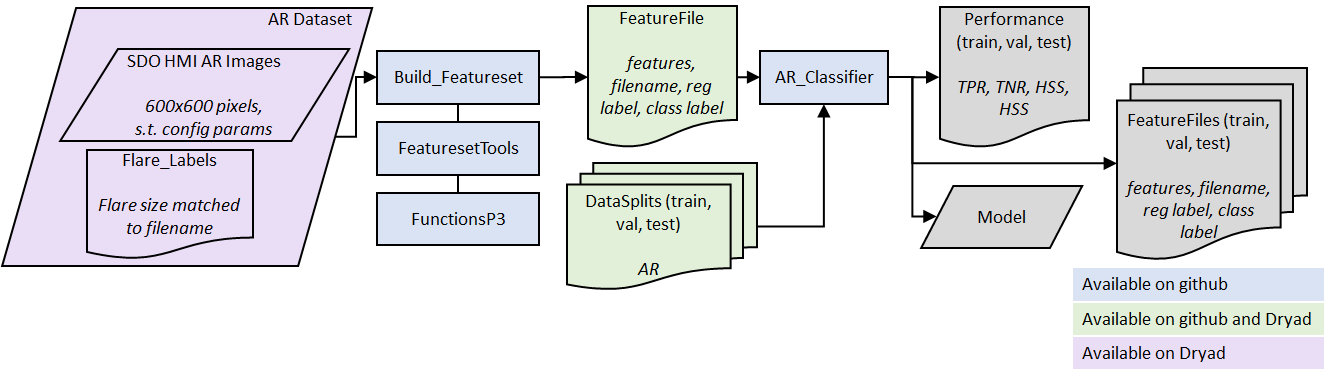 AR Dataset
SDO HMI AR Images
600x600 pixels,
s.t. config params
Flare_Labels
Flare size matched
to filename
Build_Featureset
FeaturesetTools
FunctionsP3
FeatureFile
features,
filename, reg
label, class label
DataSplits (train,
val, test)
AR
AR_Classifier
Performance
(train, val, test)
TPR, TNR, HSS,
HSS
Model
FeatureFiles (train,
val, test)
features, filename,
reg label, class
label
Available on github
Available on github and Dryad
Available on Dryad